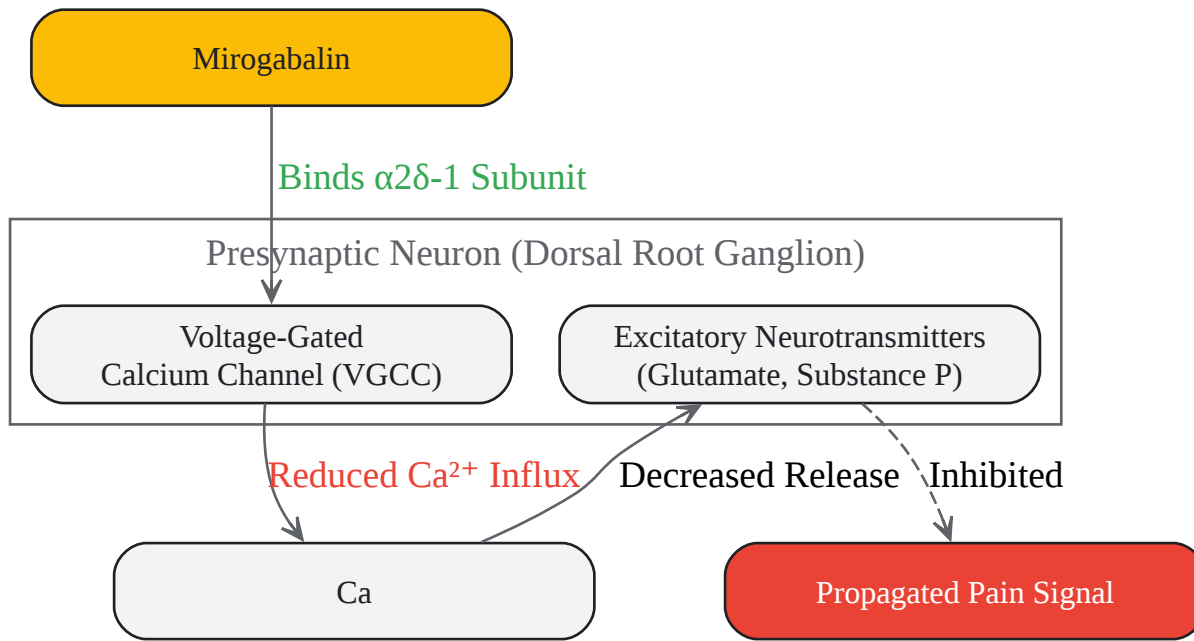 Mirogabalin
Binds α2δ-1 Subunit
Presynaptic Neuron (Dorsal Root Ganglion)
Voltage-Gated
Calcium Channel (VGCC)
Excitatory Neurotransmitters
(Glutamate, Substance P)
Reduced Ca²⁺ Influx
Decreased Release
Inhibited
Ca
Propagated Pain Signal